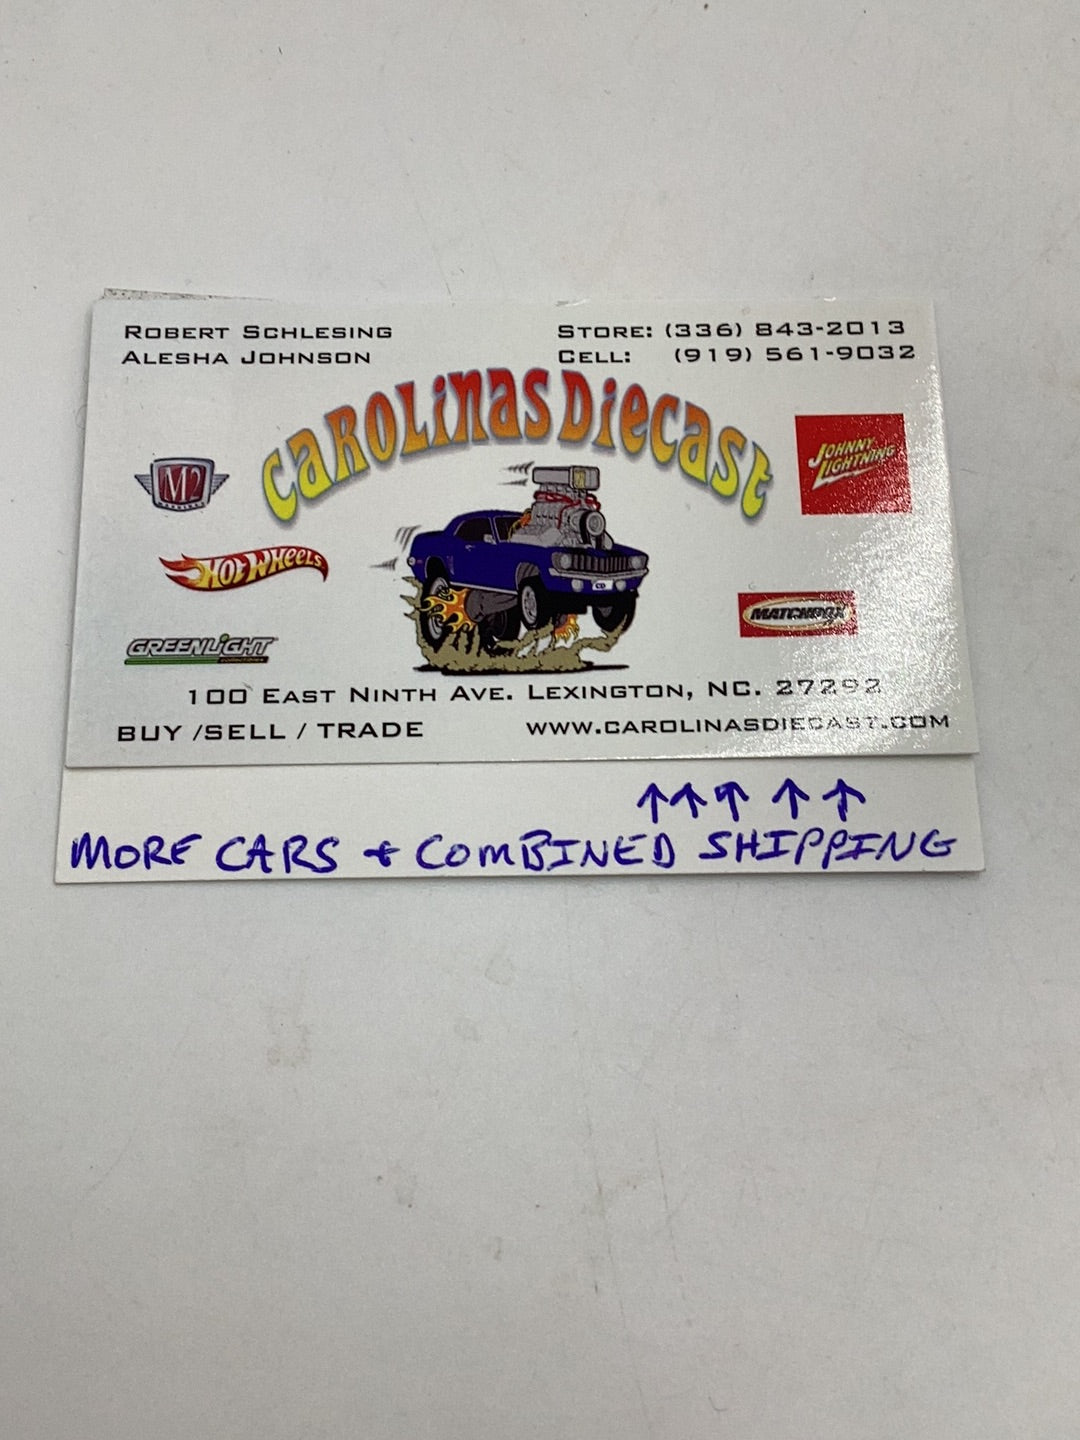 ROBERT SCHLESING
ALESHA JOHNSON
STORE: (336) 843-2013
CELL: (919) 561-9032
CAROLINAS DIECAST
M2
JOHNNY LIGHTNING
HOT WHEELS
MATCHBOX
GREENLIGHT
100 EAST NINTH AVE. LEXINGTON, NC. 27292
BUY /SELL / TRADE
WWW.CAROLINASDIECAST.COM
↑↑↑ ↑ ↑
MORE CARS + COMBINED SHIPPING